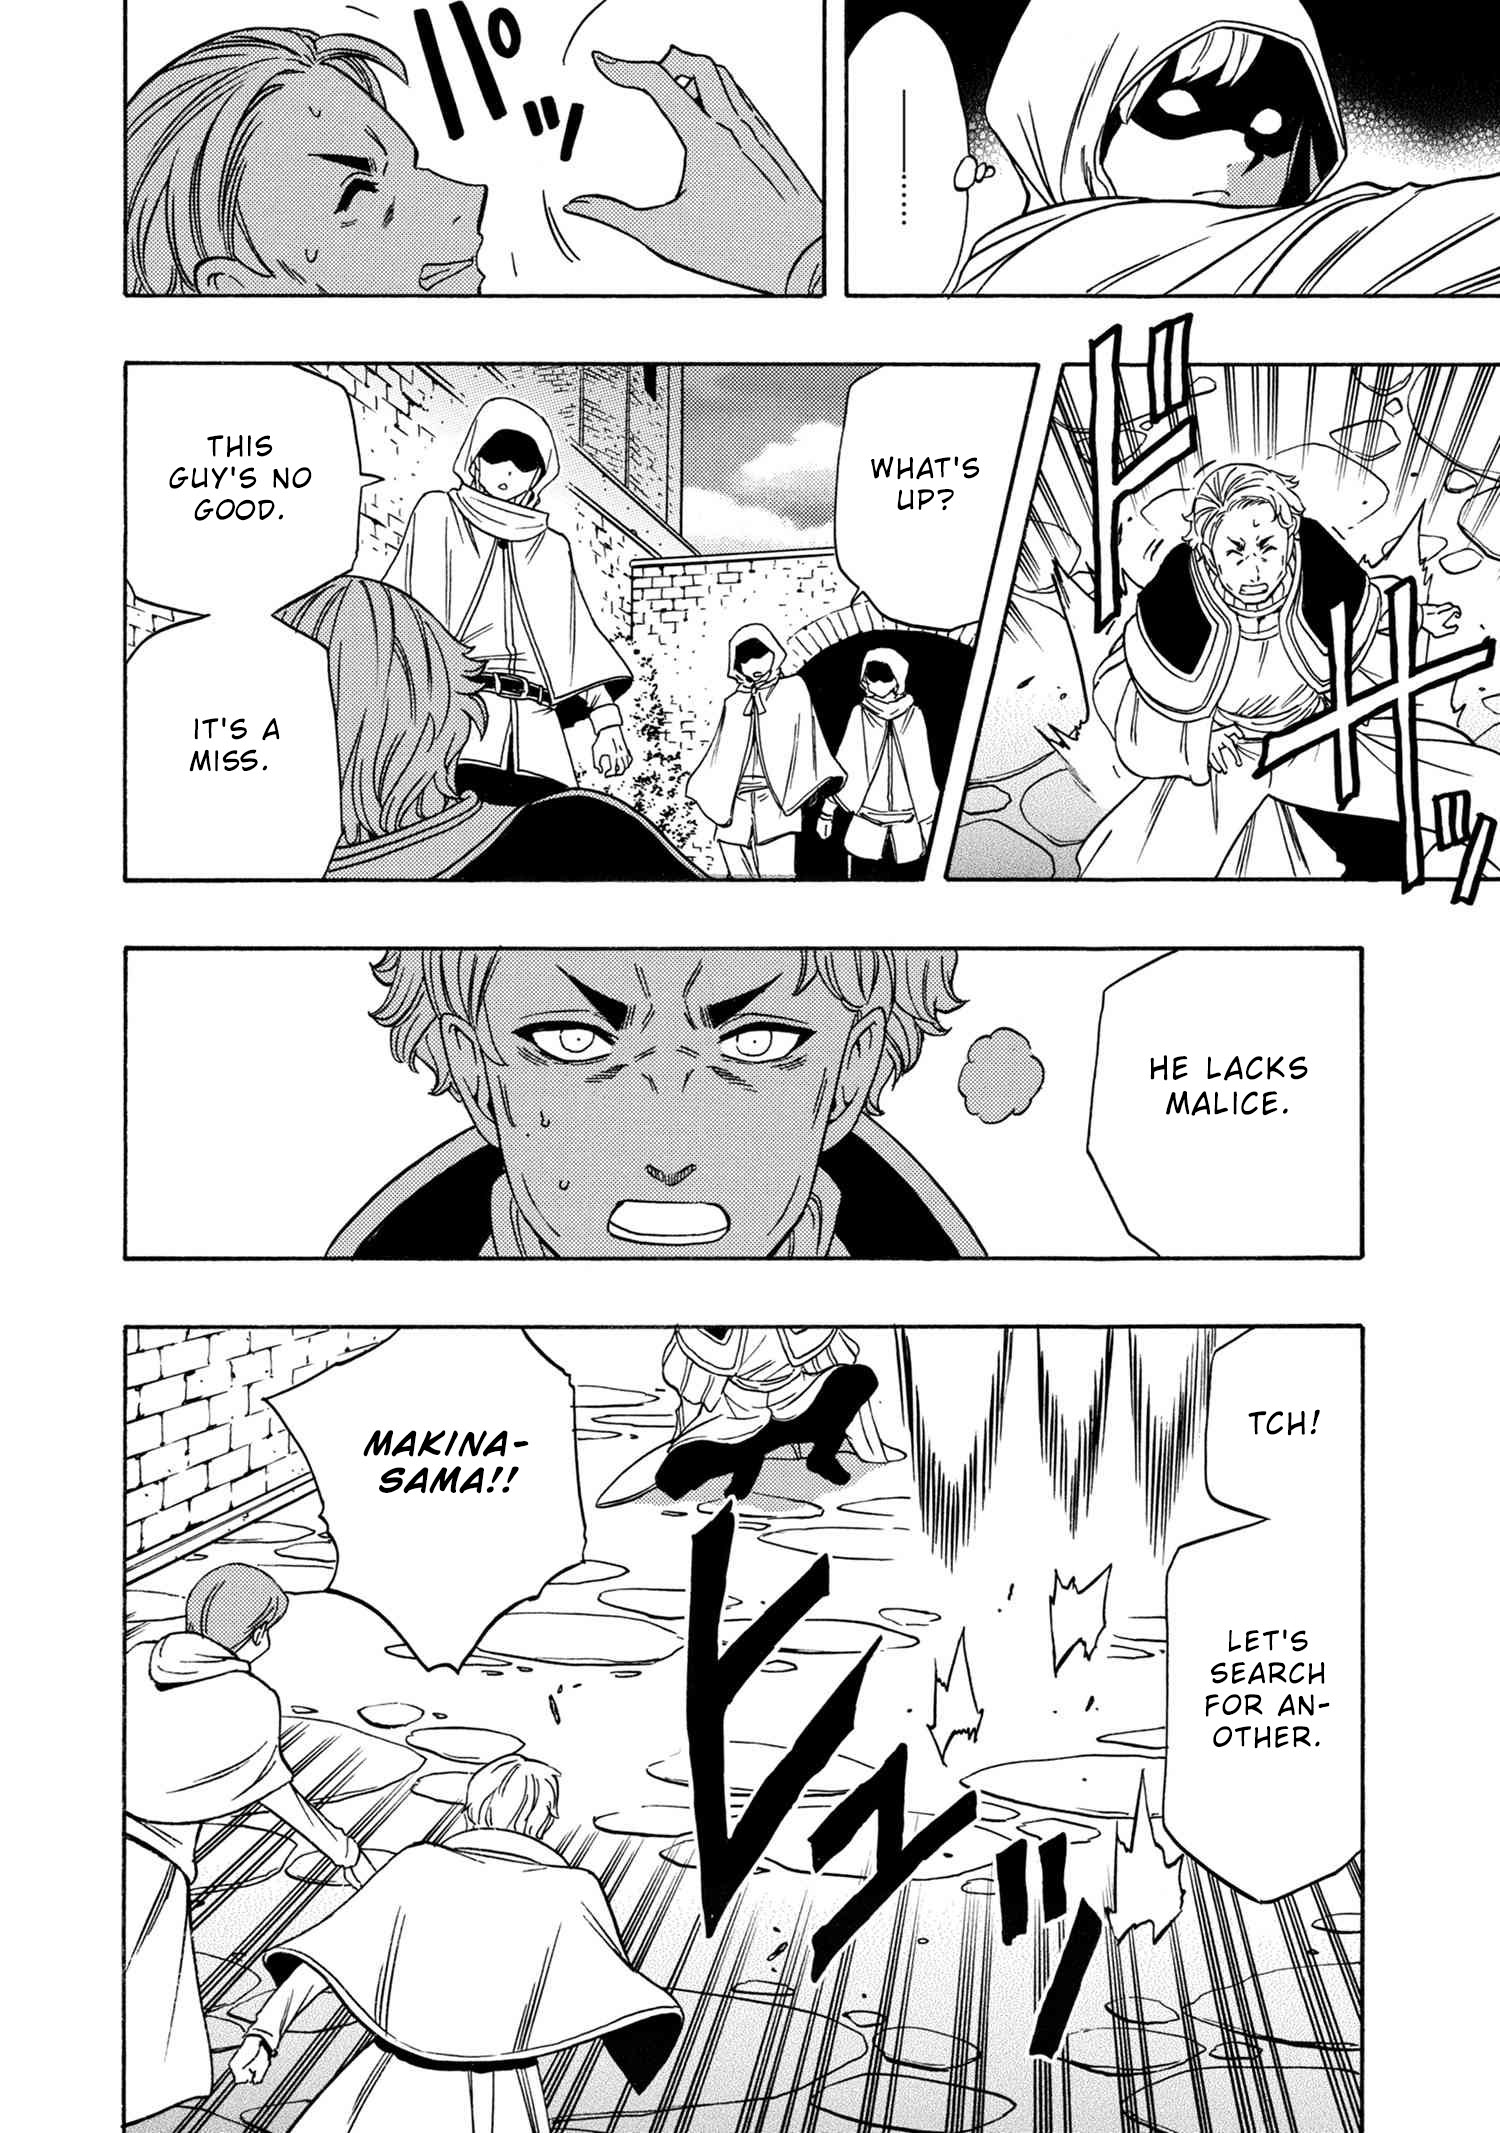 ………
パッ
ドサッ
WHAT'S
UP?
THIS
GUY'S NO
GOOD.
IT'S A
MISS.
HE LACKS
MALICE.
TCH!
LET'S
SEARCH
FOR AN-
OTHER.
MAKINA-
SAMA!!
ビュッ